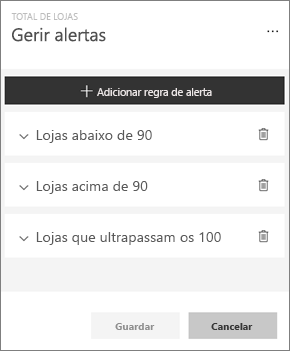 TOTAL DE LOJAS
Gerir alertas
Adicionar regra de alerta
Lojas abaixo de 90
Lojas acima de 90
Lojas que ultrapassam os 100
Guardar Cancelar